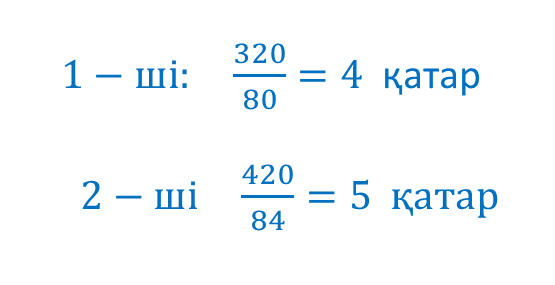 1 − ші: 320/80 = 4 қатар
2 − ші 420/84 = 5 қатар